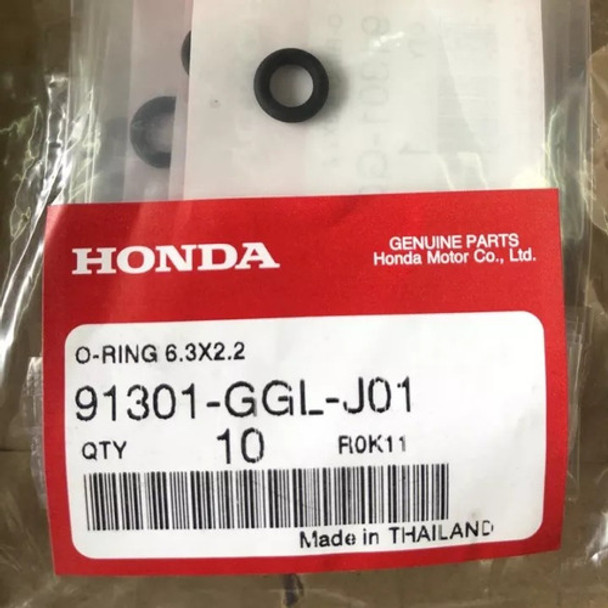 HONDA
GENUINE PARTS
Honda Motor Co., Ltd.
O-RING 6.3X2.2
91301-GGL-J01
QTY 10 R0K11
Made in THAILAND